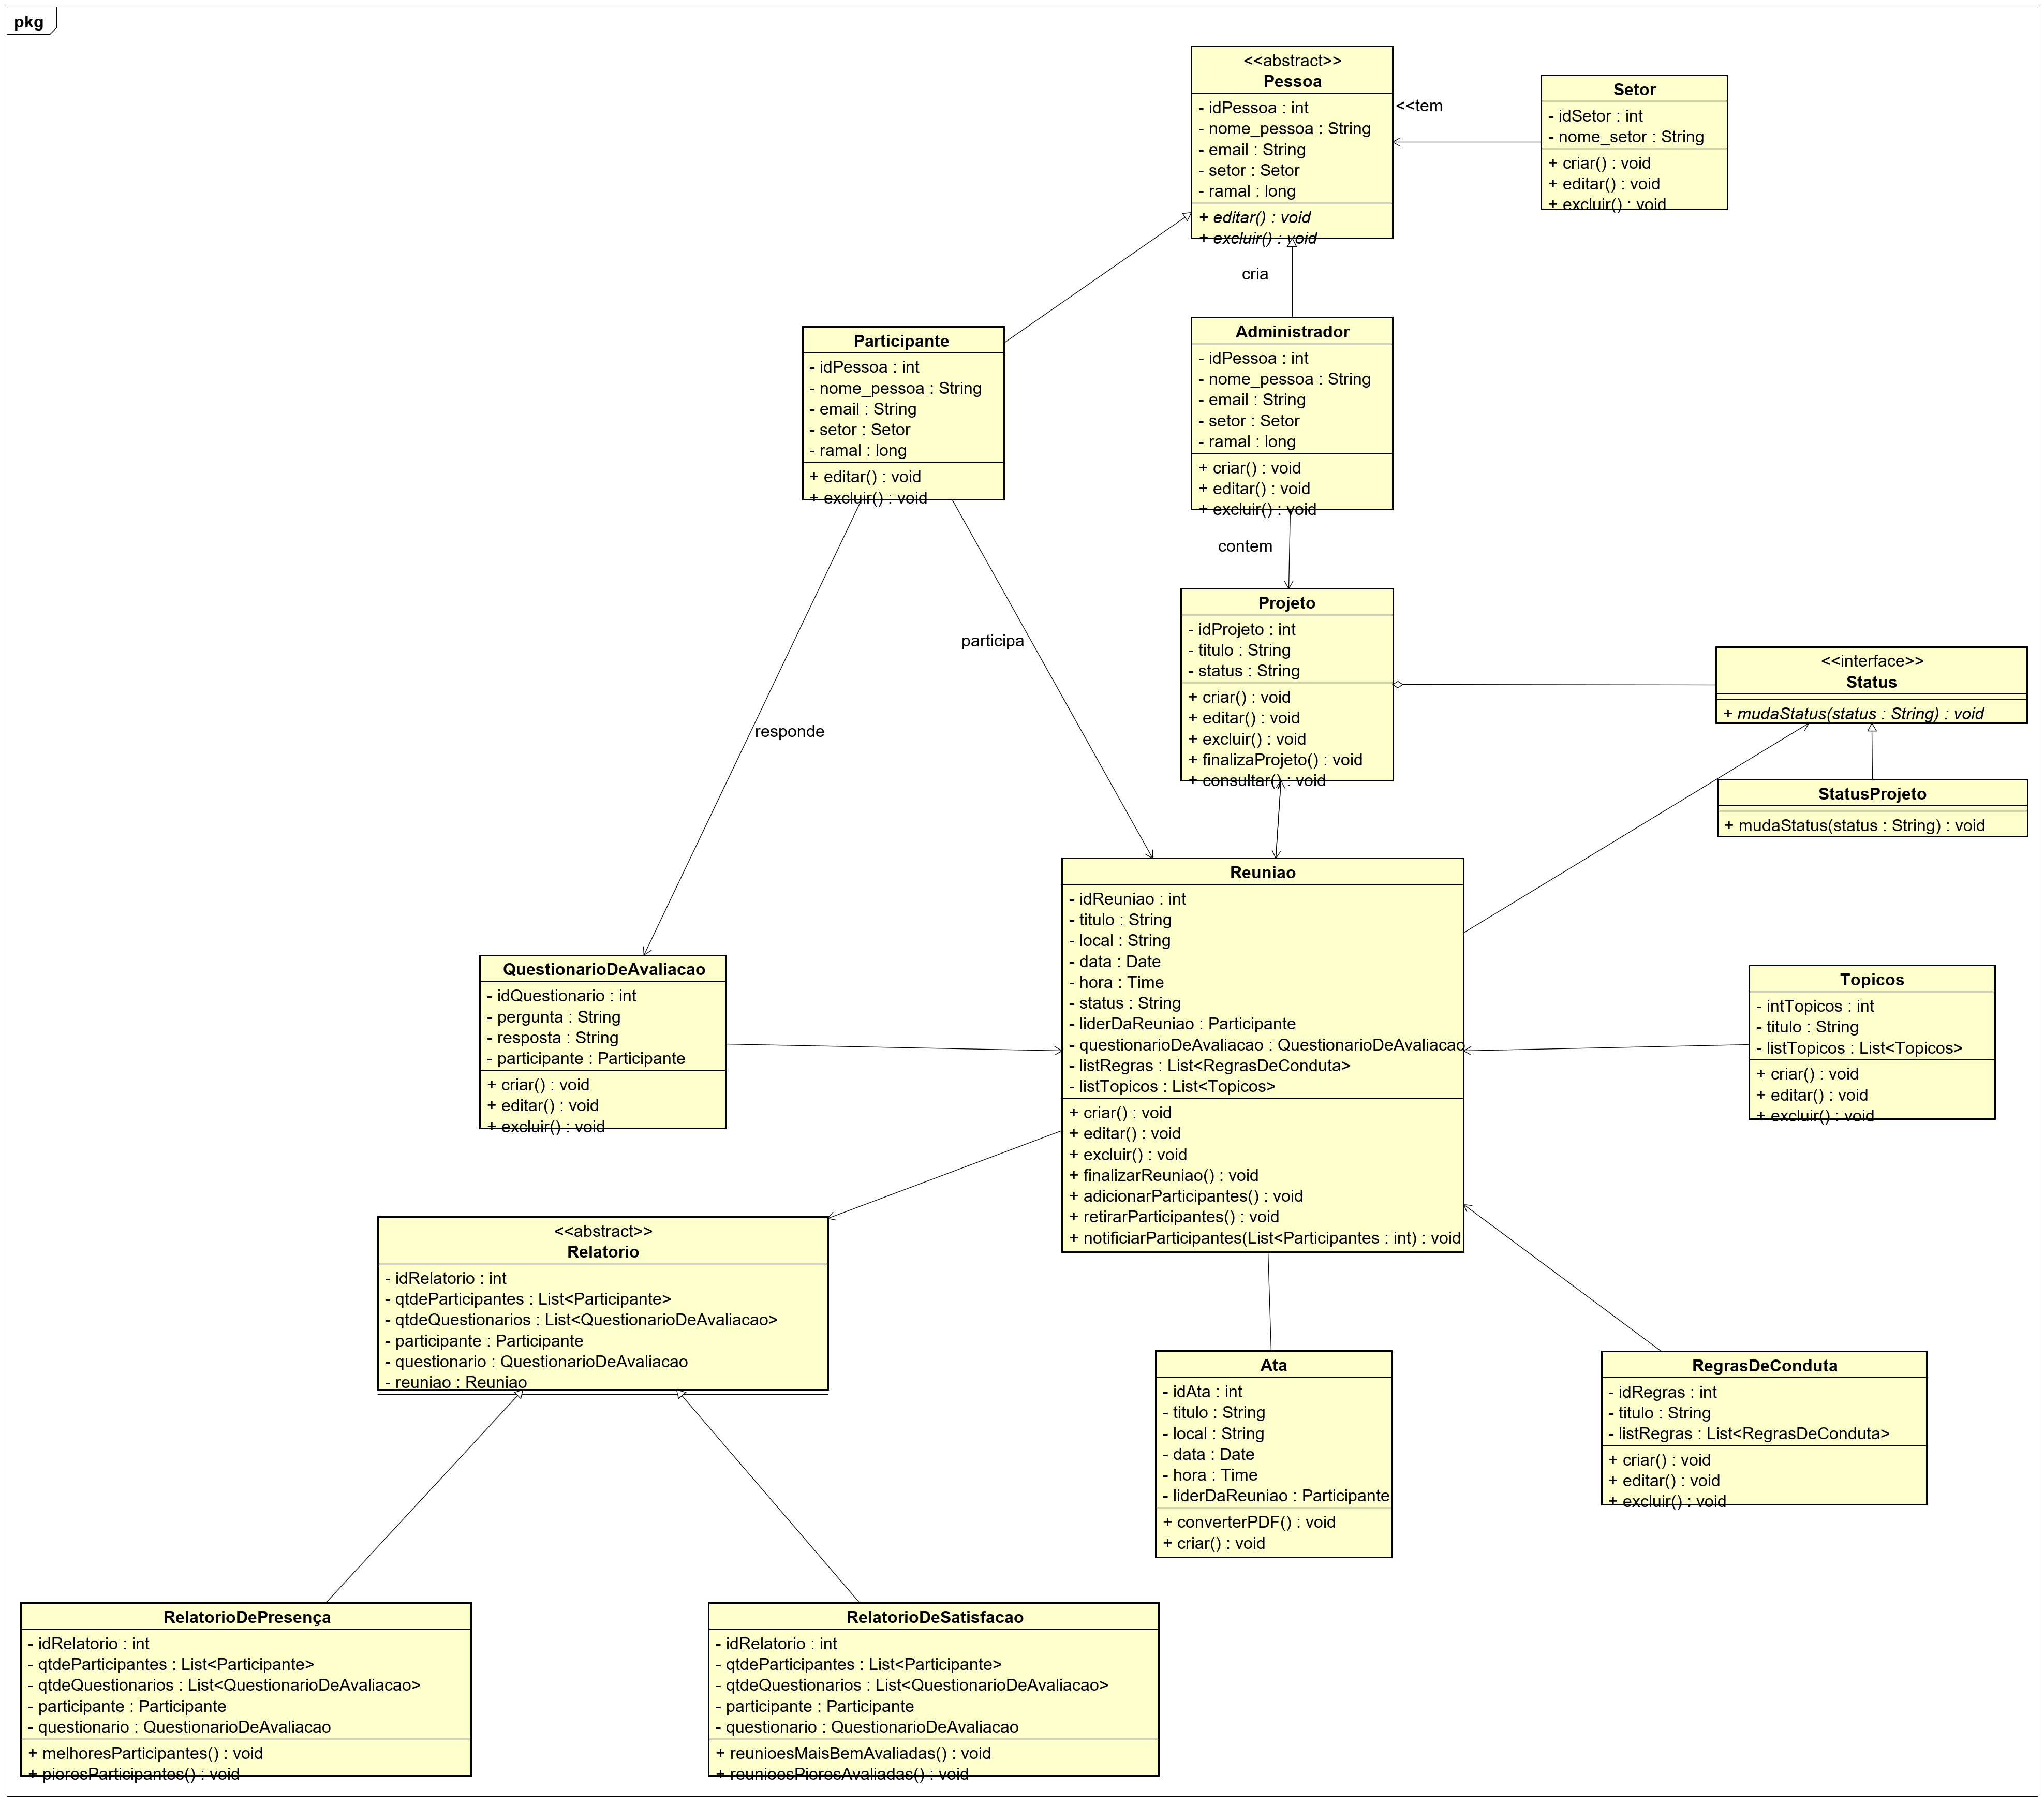 pkg
<<abstract>>
Pessoa
- idPessoa : int
- nome_pessoa : String
- email : String
- setor : Setor
- ramal : long
+ editar() : void
+ excluir() : void
<<tem
Setor
- idSetor : int
- nome_setor : String
+ criar() : void
+ editar() : void
+ excluir() : void
cria
Participante
- idPessoa : int
- nome_pessoa : String
- email : String
- setor : Setor
- ramal : long
+ editar() : void
+ excluir() : void
Administrador
- idPessoa : int
- nome_pessoa : String
- email : String
- setor : Setor
- ramal : long
+ criar() : void
+ editar() : void
+ excluir() : void
contem
participa
responde
Projeto
- idProjeto : int
- titulo : String
- status : String
+ criar() : void
+ editar() : void
+ excluir() : void
+ finalizaProjeto() : void
+ consultar() : void
<<interface>>
Status
+ mudaStatus(status : String) : void
StatusProjeto
+ mudaStatus(status : String) : void
Reuniao
- idReuniao : int
- titulo : String
- local : String
- data : Date
- hora : Time
- status : String
- liderDaReuniao : Participante
- questionarioDeAvaliacao : QuestionarioDeAvaliacao
- listRegras : List<RegrasDeConduta>
- listTopicos : List<Topicos>
+ criar() : void
+ editar() : void
+ excluir() : void
+ finalizarReuniao() : void
+ adicionarParticipantes() : void
+ retirarParticipantes() : void
+ notificiarParticipantes(List<Participantes : int) : void
QuestionarioDeAvaliacao
- idQuestionario : int
- pergunta : String
- resposta : String
- participante : Participante
+ criar() : void
+ editar() : void
+ excluir() : void
Topicos
- intTopicos : int
- titulo : String
- listTopicos : List<Topicos>
+ criar() : void
+ editar() : void
+ excluir() : void
<<abstract>>
Relatorio
- idRelatorio : int
- qtdeParticipantes : List<Participante>
- qtdeQuestionarios : List<QuestionarioDeAvaliacao>
- participante : Participante
- questionario : QuestionarioDeAvaliacao
- reuniao : Reuniao
Ata
- idAta : int
- titulo : String
- local : String
- data : Date
- hora : Time
- liderDaReuniao : Participante
+ converterPDF() : void
+ criar() : void
RegrasDeConduta
- idRegras : int
- titulo : String
- listRegras : List<RegrasDeConduta>
+ criar() : void
+ editar() : void
+ excluir() : void
RelatorioDePresença
- idRelatorio : int
- qtdeParticipantes : List<Participante>
- qtdeQuestionarios : List<QuestionarioDeAvaliacao>
- participante : Participante
- questionario : QuestionarioDeAvaliacao
+ melhoresParticipantes() : void
+ pioresParticipantes() : void
RelatorioDeSatisfacao
- idRelatorio : int
- qtdeParticipantes : List<Participante>
- qtdeQuestionarios : List<QuestionarioDeAvaliacao>
- participante : Participante
- questionario : QuestionarioDeAvaliacao
+ reunioesMaisBemAvaliadas() : void
+ reunioesPioresAvaliadas() : void